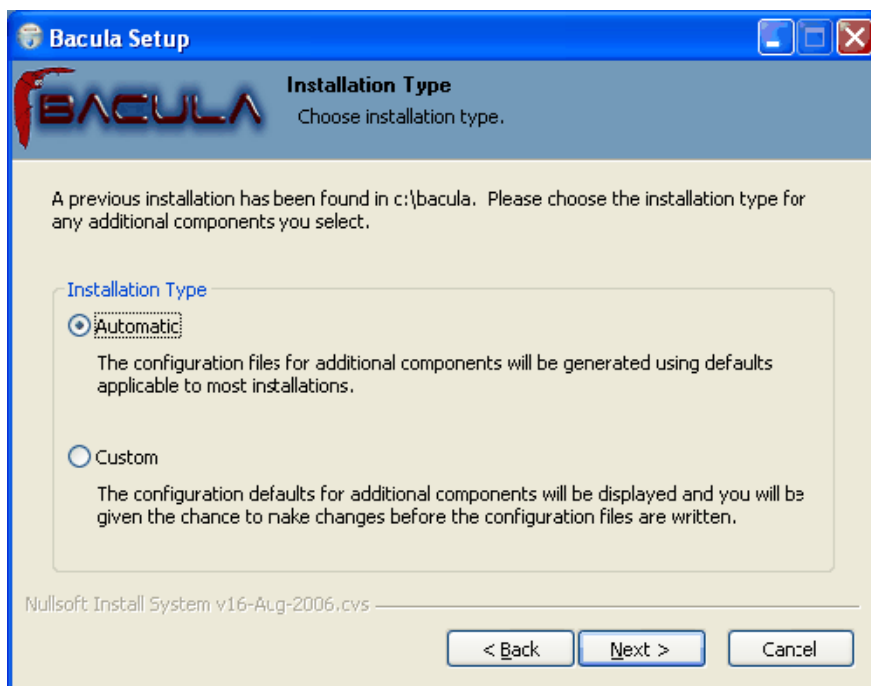 Bacula Setup
BACULA
Installation Type
Choose installation type.
A previous installation has been found in c:\bacula. Please choose the installation type for
any additional components you select.
Installation Type
Automatic
The configuration files for additional components will be generated using defaults
applicable to most installations.
Custom
The configuration defaults for additional components will be displayed and you will be
given the chance to make changes before the configuration files are written.
Nullsoft Install System v16-Aug-2006.cvs
< Back
Next >
Cancel